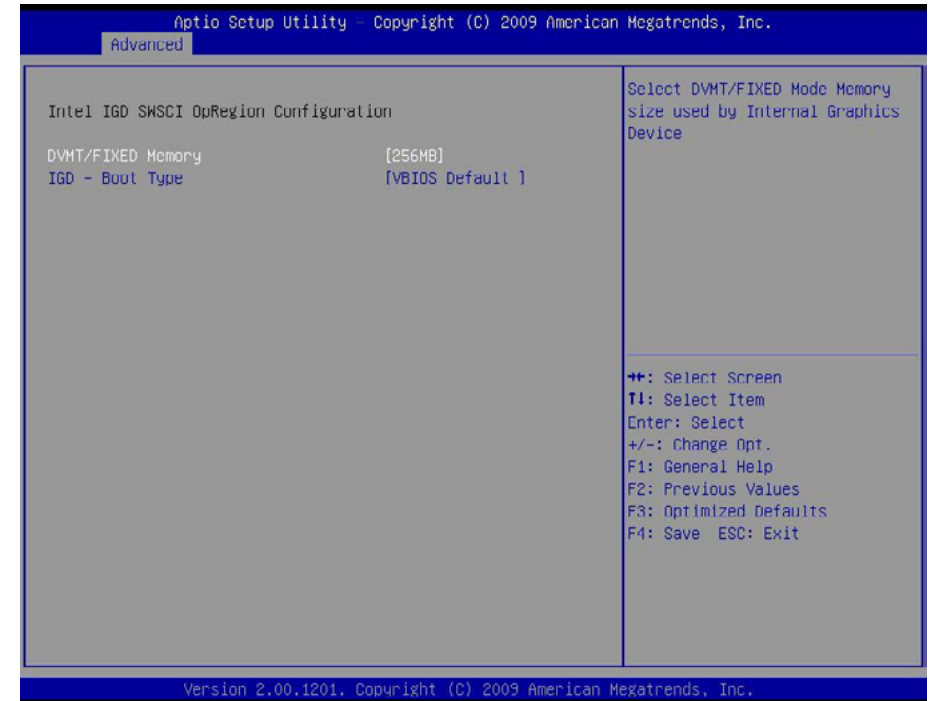 Aptio Setup Utility - Copyright (C) 2009 American Megatrends, Inc.
Advanced
Intel IGD SWSCI OpRegion Configuration
DVMT/FIXED Memory [256MB]
IGD - Boot Type [VBIOS Default ]
Select DVMT/FIXED Mode Memory
size used by Internal Graphics
Device
→←: Select Screen
↑↓: Select Item
Enter: Select
+/-: Change Opt.
F1: General Help
F2: Previous Values
F3: Optimized Defaults
F4: Save ESC: Exit
Version 2.00.1201. Copyright (C) 2009 American Megatrends, Inc.